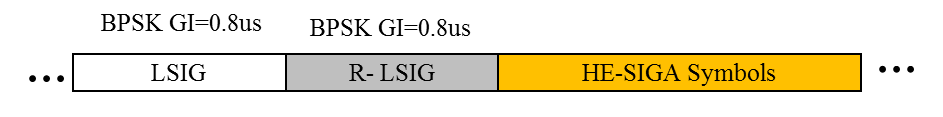 BPSK GI=0.8us BPSK GI=0.8us
... LSIG R- LSIG HE-SIGA Symbols ...